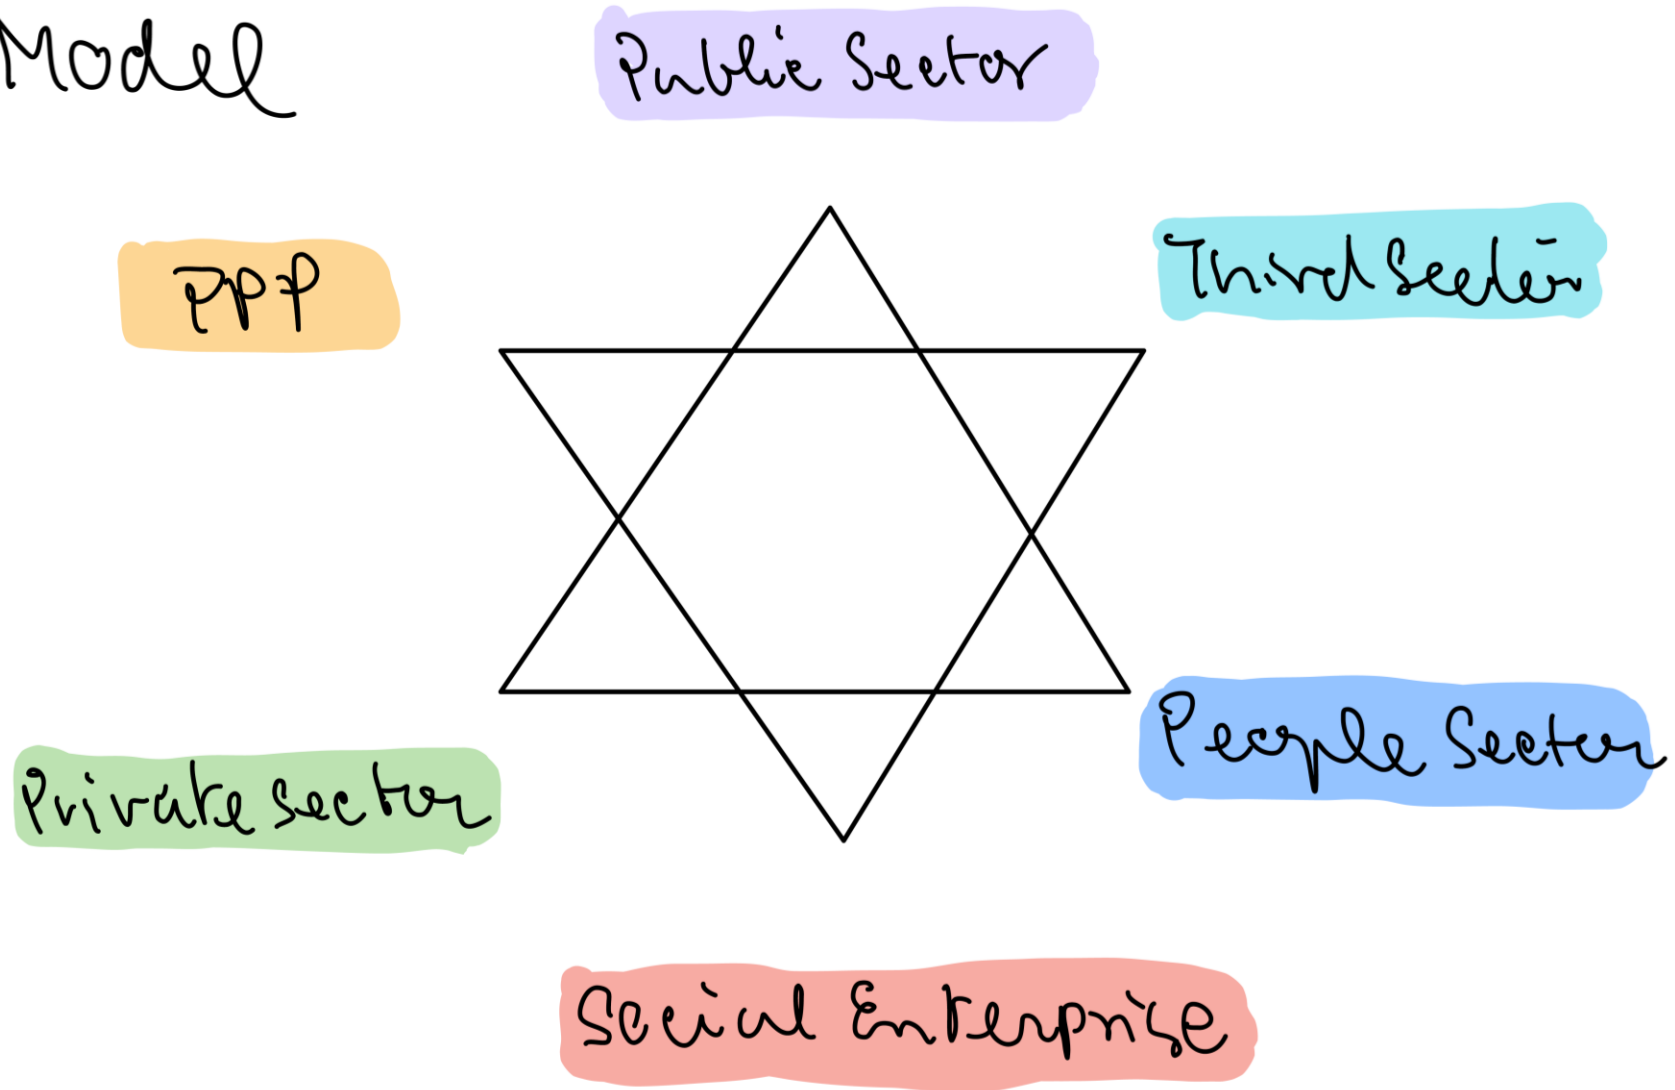 Model
Public Sector
PPP
Third Sector
Private Sector
People Sector
Social Enterprise